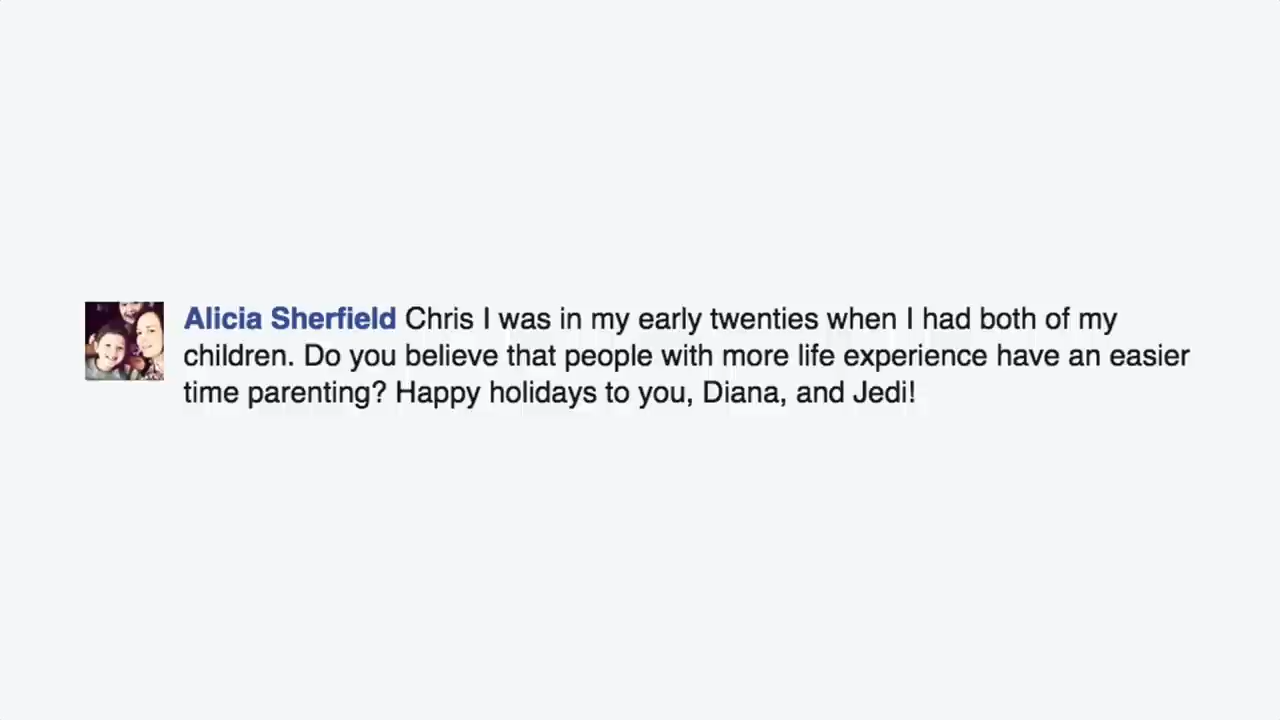 Alicia Sherfield Chris I was in my early twenties when I had both of my
children. Do you believe that people with more life experience have an easier
time parenting? Happy holidays to you, Diana, and Jedi!